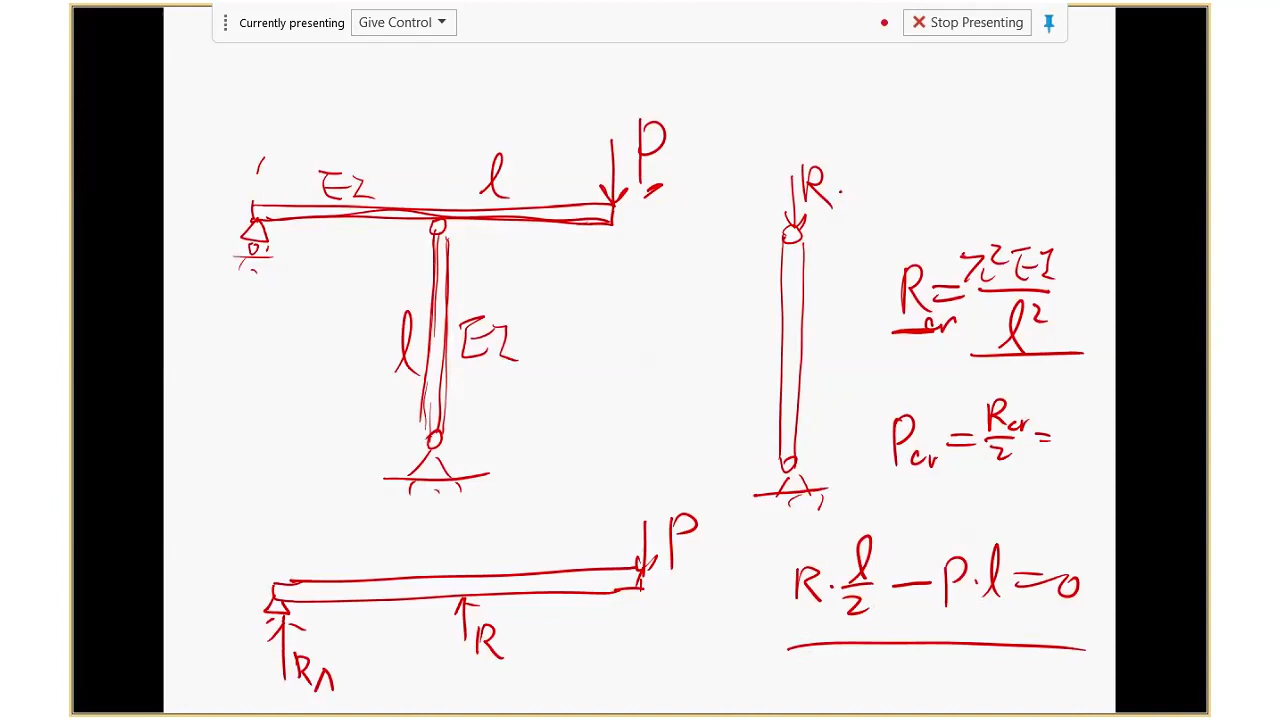 Currently presenting Give Control Stop Presenting
P
EI l
R.
l EI
R_cr = π²EI / l²
P_cr = R_cr / 2 =
P
R · l/2 − P · l = 0
R
R_A